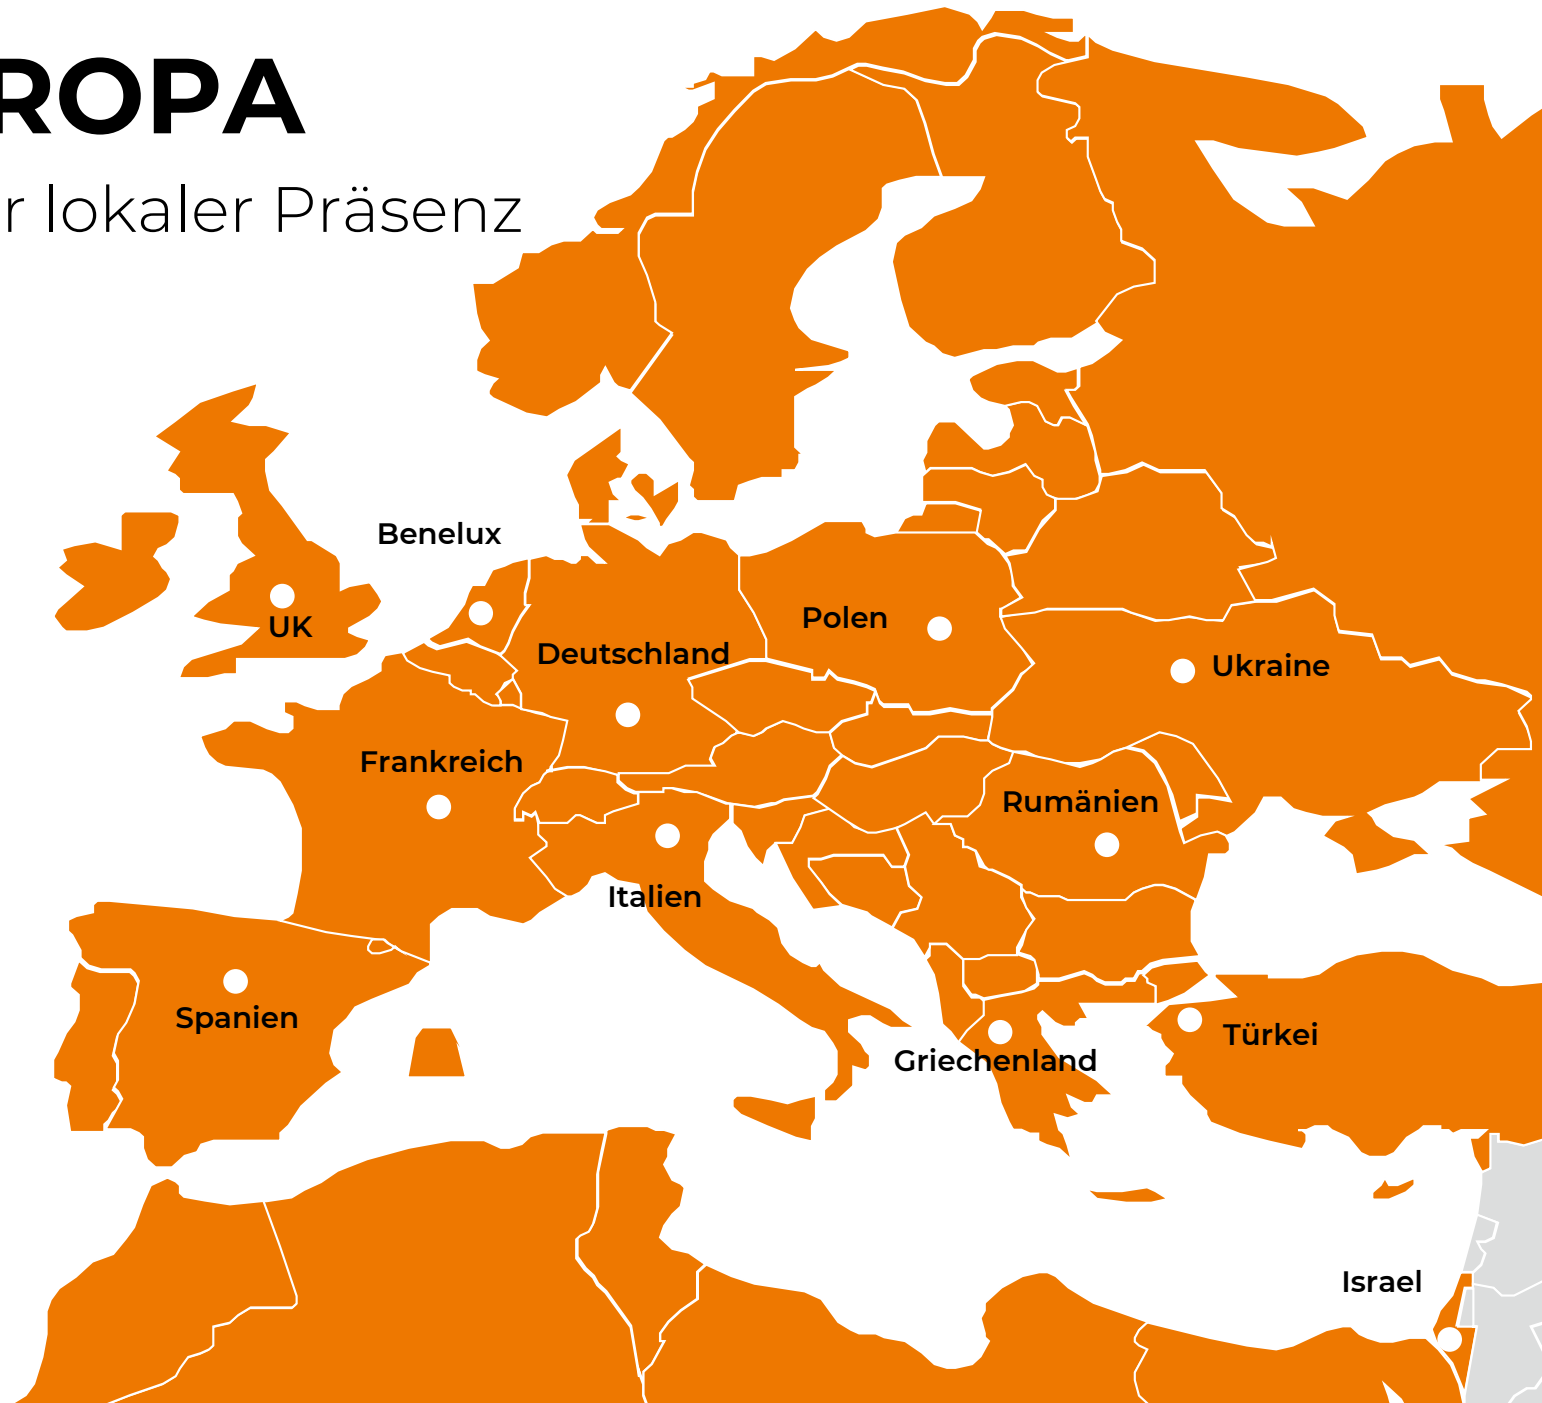 ROPA
r lokaler Präsenz
Benelux
UK
Polen
Deutschland
Ukraine
Frankreich
Rumänien
Italien
Spanien
Türkei
Griechenland
Israel